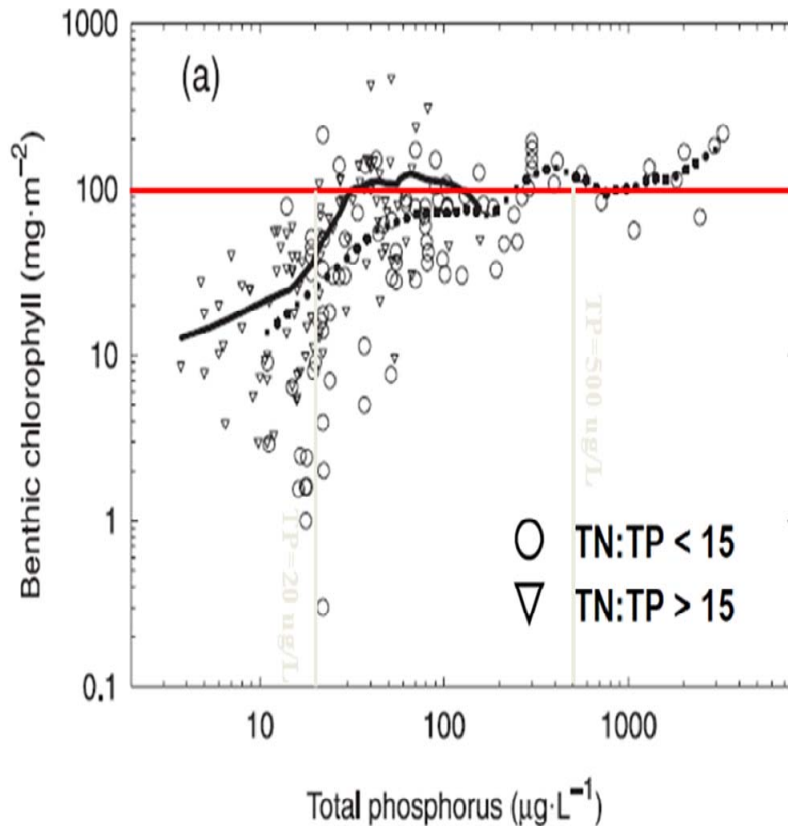 1000
(a)
100
10
1
0.1
Benthic chlorophyll (mg·m⁻²)
TP=20 ug/L
TP=500 ug/L
TN:TP < 15
TN:TP > 15
10
100
1000
Total phosphorus (µg·L⁻¹)